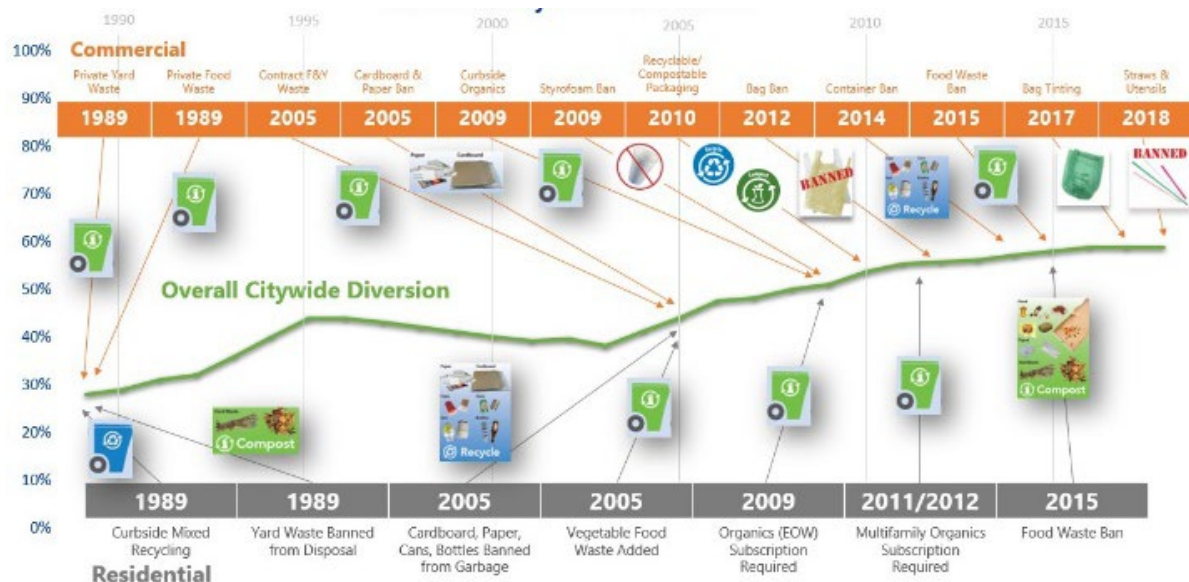 1990 1995 2000 2005 2010 2015
100%
Commercial
Private Yard
Waste
Private Food
Waste
Contract F&Y
Waste
Cardboard &
Paper Ban
Curbside
Organics
Styrofoam Ban
Recyclable/
Compostable
Packaging
Bag Ban
Container Ban
Food Waste
Ban
Bag Tinting
Straws &
Utensils
90%
1989 1989 2005 2005 2009 2009 2010 2012 2014 2015 2017 2018
80%
Paper Cardboard
BANNED
Recycle
BANNED
70%
60%
50%
Overall Citywide Diversion
40%
30%
Compost
Paper Cardboard
Recycle
Compost
20%
10%
1989 1989 2005 2005 2009 2011/2012 2015
0%
Curbside Mixed
Recycling
Yard Waste Banned
from Disposal
Cardboard, Paper,
Cans, Bottles Banned
from Garbage
Vegetable Food
Waste Added
Organics (EOW)
Subscription
Required
Multifamily Organics
Subscription
Required
Food Waste Ban
Residential